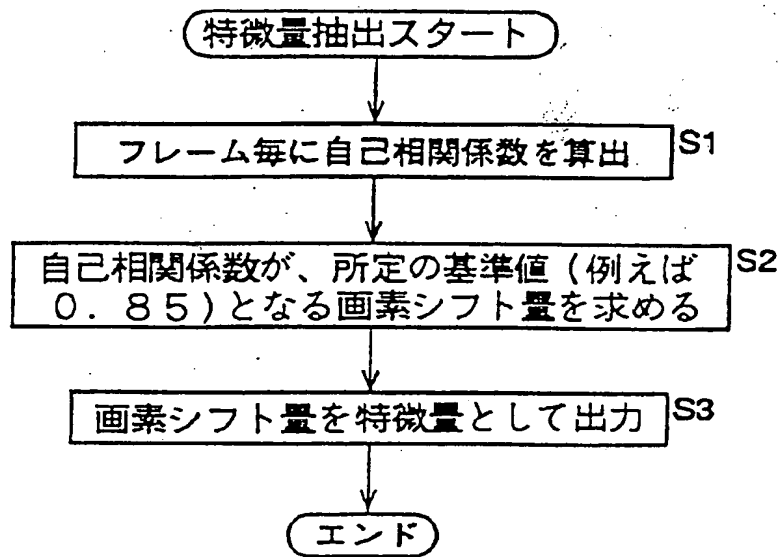 特徴量抽出スタート
フレーム毎に自己相関係数を算出 S1
自己相関係数が、所定の基準値(例えば S2
0.85)となる画素シフト量を求める
画素シフト量を特徴量として出力 S3
エンド